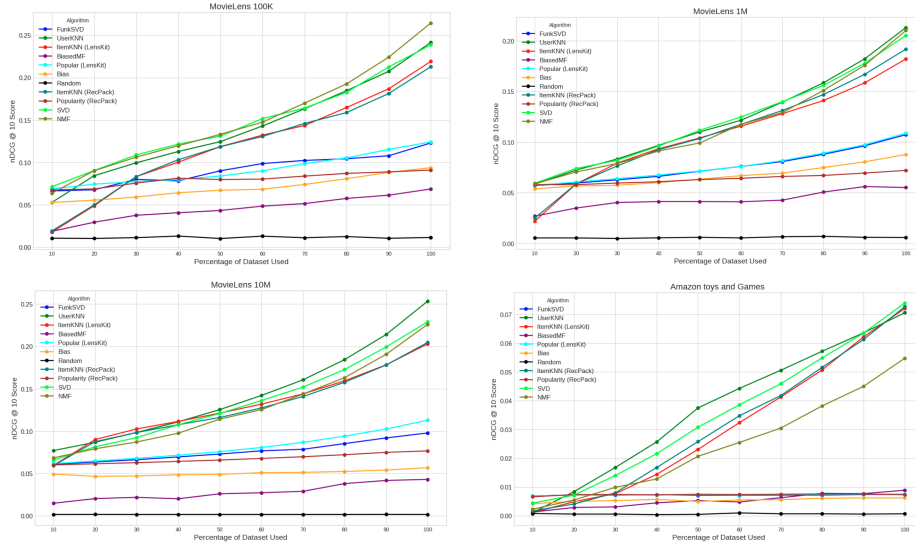 MovieLens 100K
nDCG @ 10 Score
0.25
0.20
0.15
0.10
0.05
0.00
Algorithm
FunkSVD
UserKNN
ItemKNN (LensKit)
BiasedMF
Popular (LensKit)
Bias
Random
ItemKNN (RecPack)
Popularity (RecPack)
SVD
NMF
10 20 30 40 50 60 70 80 90 100
Percentage of Dataset Used
MovieLens 1M
nDCG @ 10 Score
0.20
0.15
0.10
0.05
0.00
Algorithm
FunkSVD
UserKNN
ItemKNN (LensKit)
BiasedMF
Popular (LensKit)
Bias
Random
ItemKNN (RecPack)
Popularity (RecPack)
SVD
NMF
10 20 30 40 50 60 70 80 90 100
Percentage of Dataset Used
MovieLens 10M
nDCG @ 10 Score
0.25
0.20
0.15
0.10
0.05
0.00
Algorithm
FunkSVD
UserKNN
ItemKNN (LensKit)
BiasedMF
Popular (LensKit)
Bias
Random
ItemKNN (RecPack)
Popularity (RecPack)
SVD
NMF
10 20 30 40 50 60 70 80 90 100
Percentage of Dataset Used
Amazon toys and Games
nDCG @ 10 Score
0.07
0.06
0.05
0.04
0.03
0.02
0.01
0.00
Algorithm
FunkSVD
UserKNN
ItemKNN (LensKit)
BiasedMF
Popular (LensKit)
Bias
Random
ItemKNN (RecPack)
Popularity (RecPack)
SVD
NMF
10 20 30 40 50 60 70 80 90 100
Percentage of Dataset Used